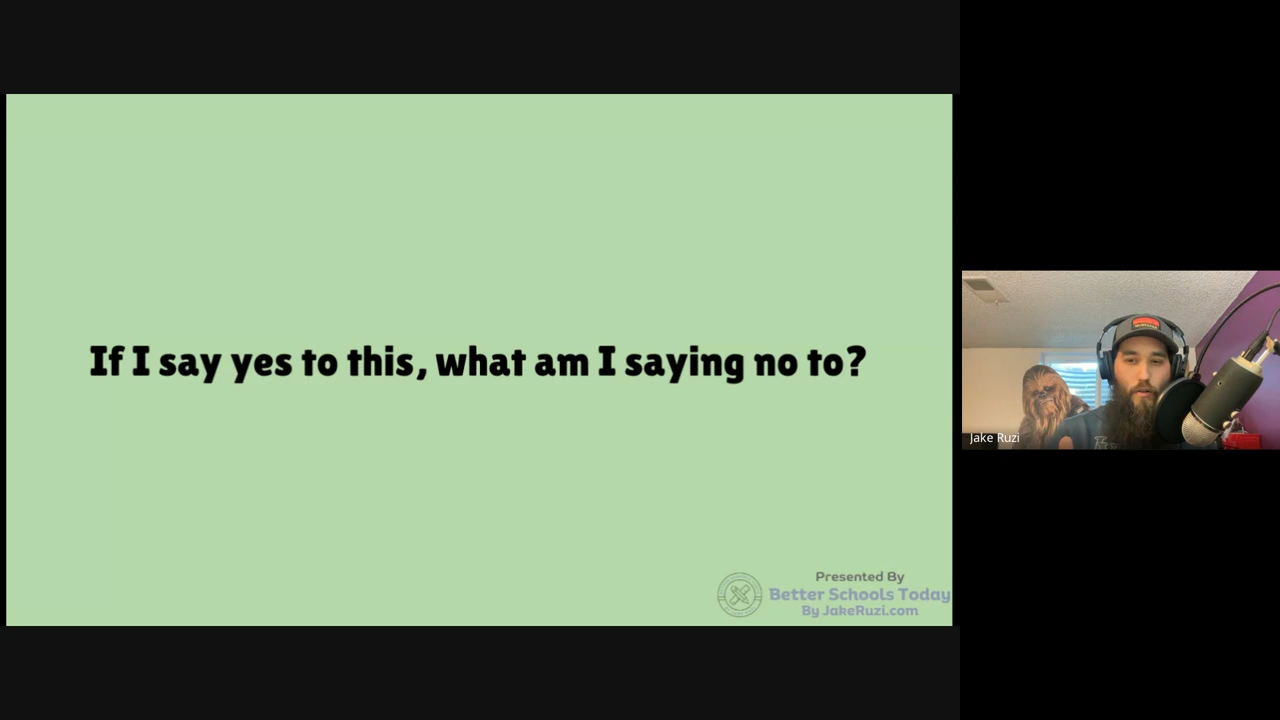 If I say yes to this, what am I saying no to?
Presented By
Better Schools Today
By JakeRuzi.com
Jake Ruzi